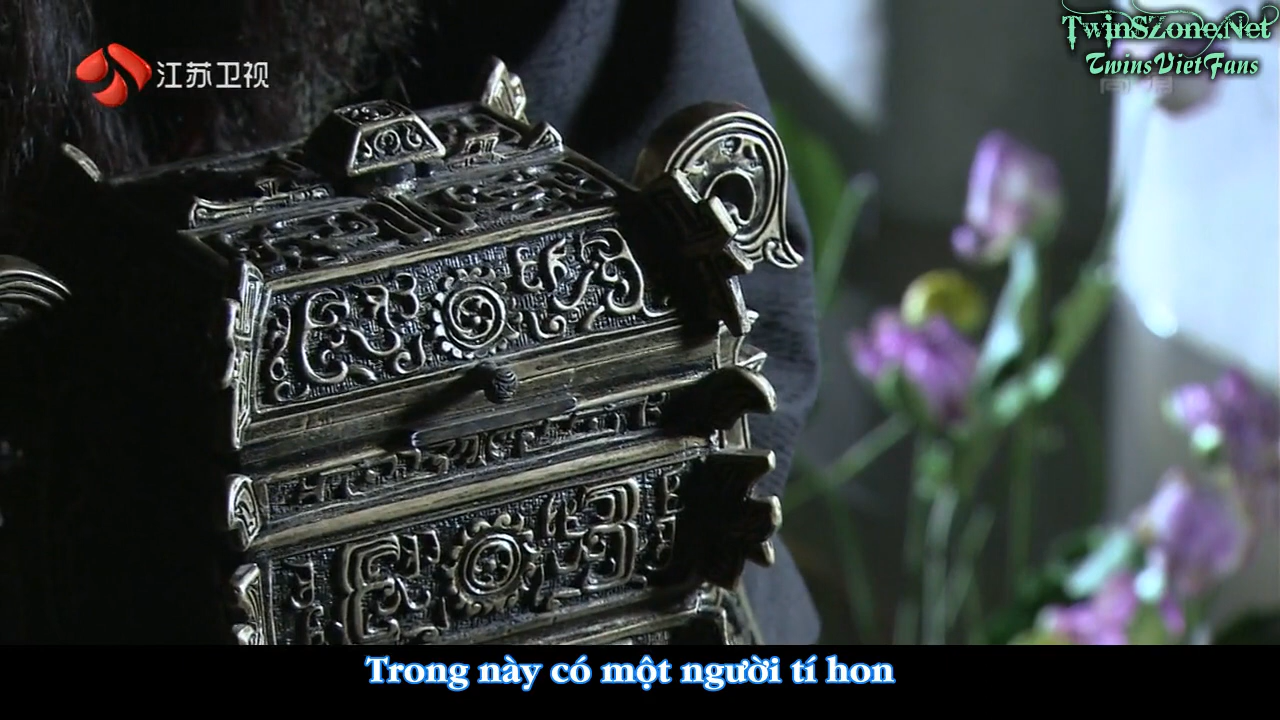 江苏卫视
TwinSZone.Net
TwinsVietFans
Trong này có một người tí hon